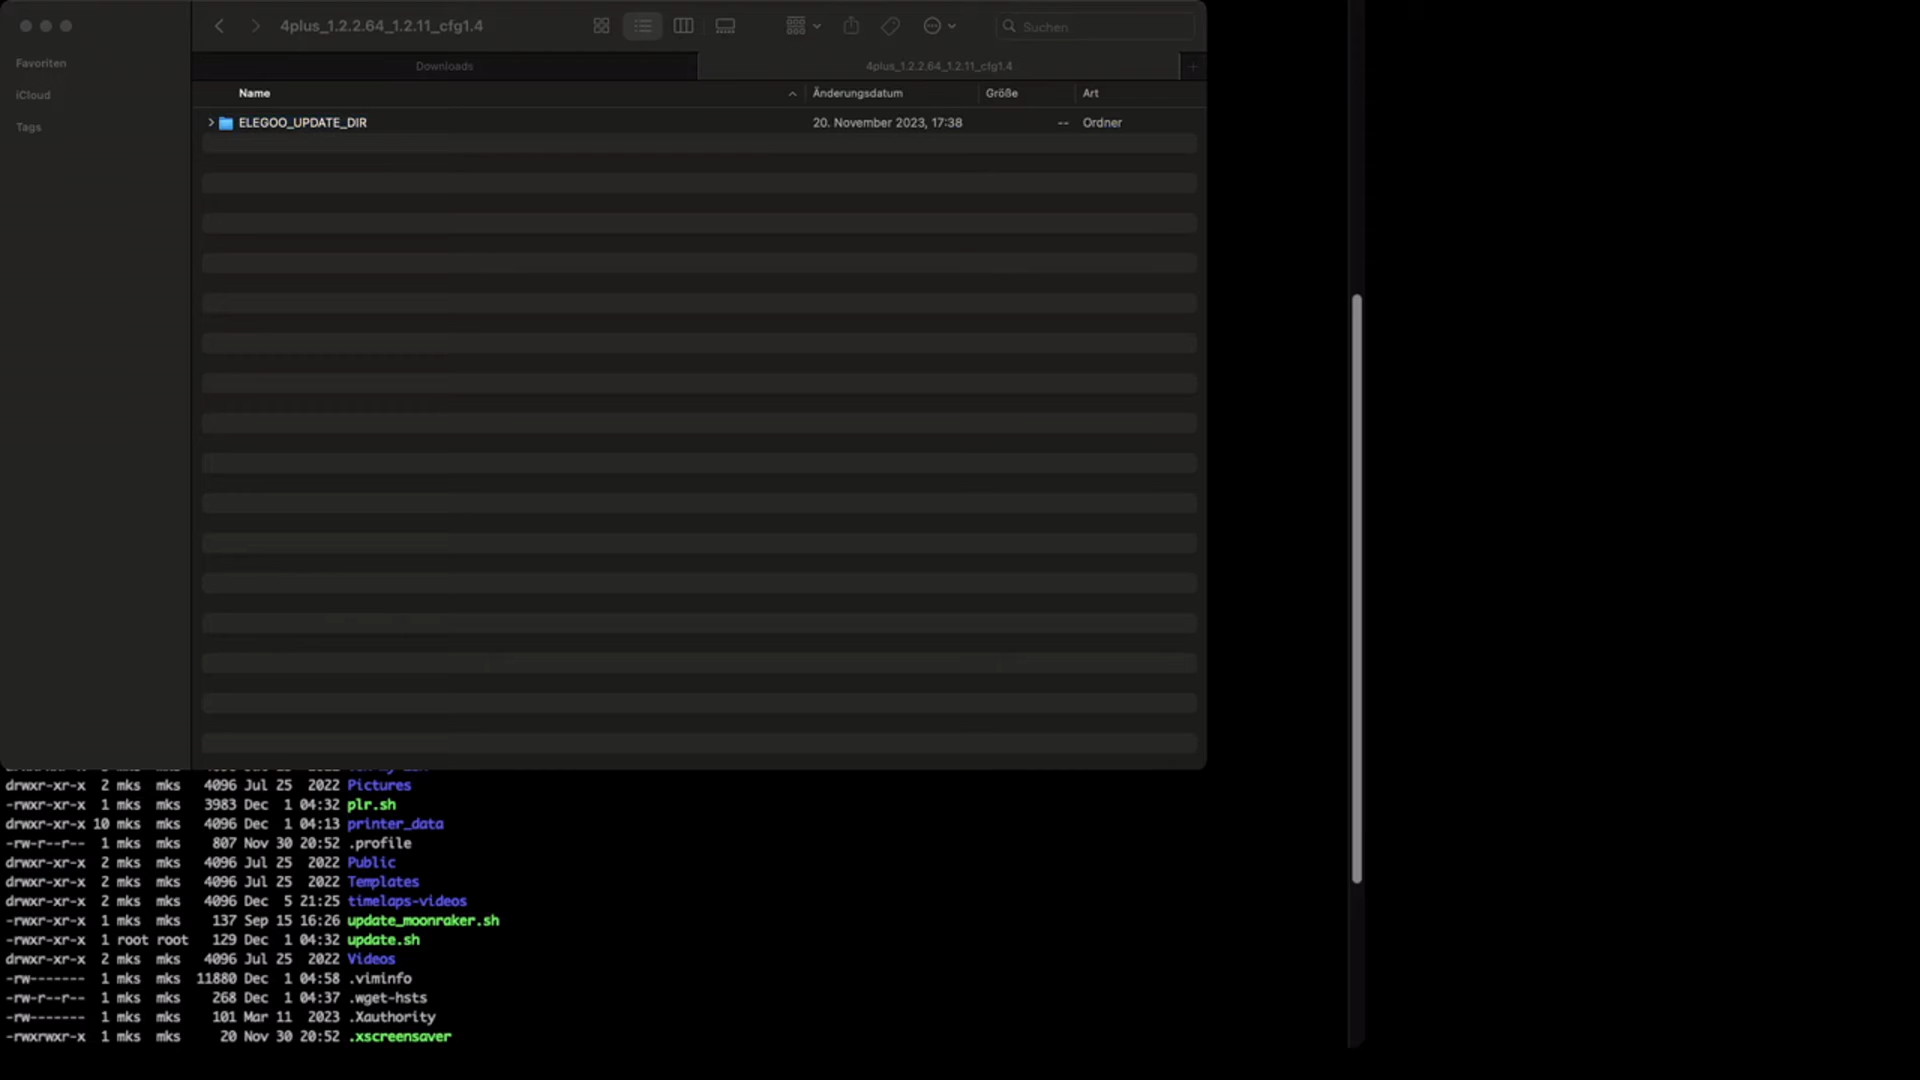 4plus_1.2.2.64_1.2.11_cfg1.4
Suchen
Favoriten
iCloud
Tags
Downloads
4plus_1.2.2.64_1.2.11_cfg1.4
Name
Änderungsdatum
Größe
Art
ELEGOO_UPDATE_DIR
20. November 2023, 17:38
--
Ordner
drwxr-xr-x 2 mks mks 4096 Jul 25 2022 Pictures
-rwxr-xr-x 1 mks mks 3983 Dec 1 04:32 plr.sh
drwxr-xr-x 10 mks mks 4096 Dec 1 04:13 printer_data
-rw-r--r-- 1 mks mks 807 Nov 30 20:52 .profile
drwxr-xr-x 2 mks mks 4096 Jul 25 2022 Public
drwxr-xr-x 2 mks mks 4096 Jul 25 2022 Templates
drwxr-xr-x 2 mks mks 4096 Dec 5 21:25 timelaps-videos
-rwxr-xr-x 1 mks mks 137 Sep 15 16:26 update_moonraker.sh
-rwxr-xr-x 1 root root 129 Dec 1 04:32 update.sh
drwxr-xr-x 2 mks mks 4096 Jul 25 2022 Videos
-rw------- 1 mks mks 11880 Dec 1 04:58 .viminfo
-rw-r--r-- 1 mks mks 268 Dec 1 04:37 .wget-hsts
-rw------- 1 mks mks 101 Mar 11 2023 .Xauthority
-rwxrwxr-x 1 mks mks 20 Nov 30 20:52 .xscreensaver